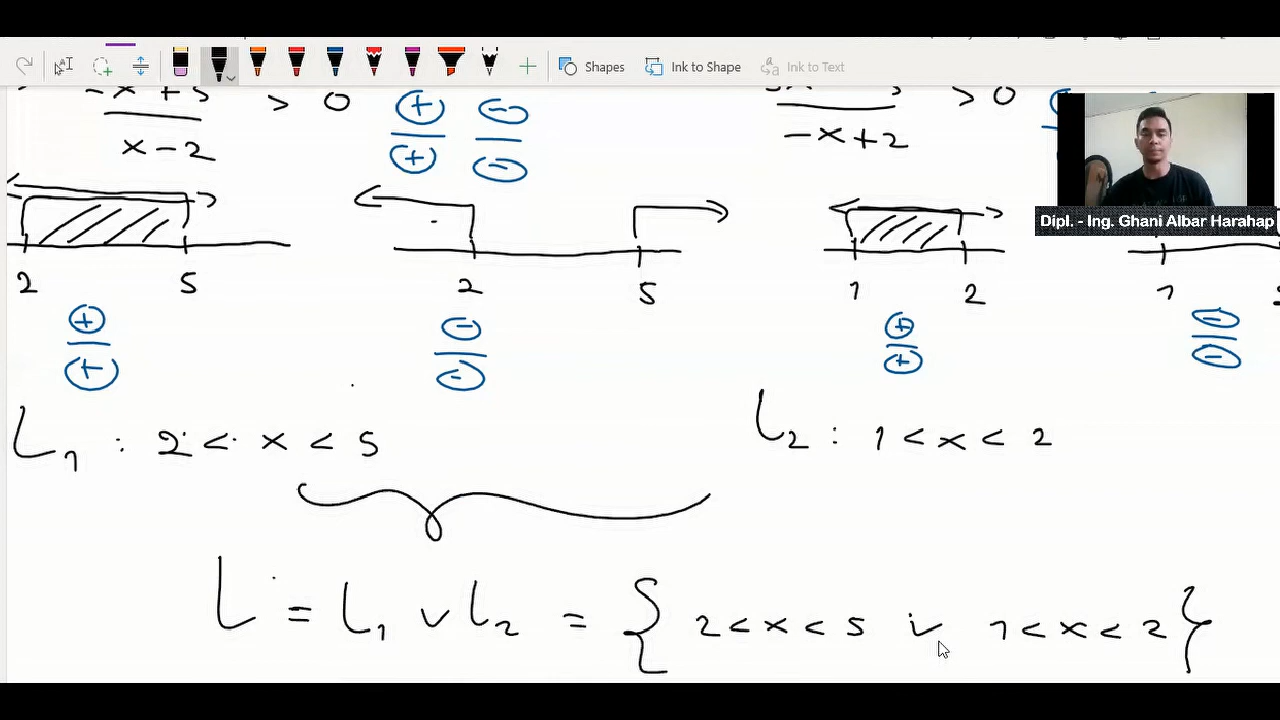 Shapes Ink to Shape Ink to Text
-x + 5 > 0 (+) (-)
x - 2 (+) (-)
> 0
-x + 2
Dipl. - Ing. Ghani Albar Harahap
2 5 2 5 1 2 1
(+) (-) (+) (-)
(+) (-) (+) (-)
L1 : 2 < x < 5 L2 : 1 < x < 2
L = L1 ∨ L2 = { 2 < x < 5 ∨ 1 < x < 2 }